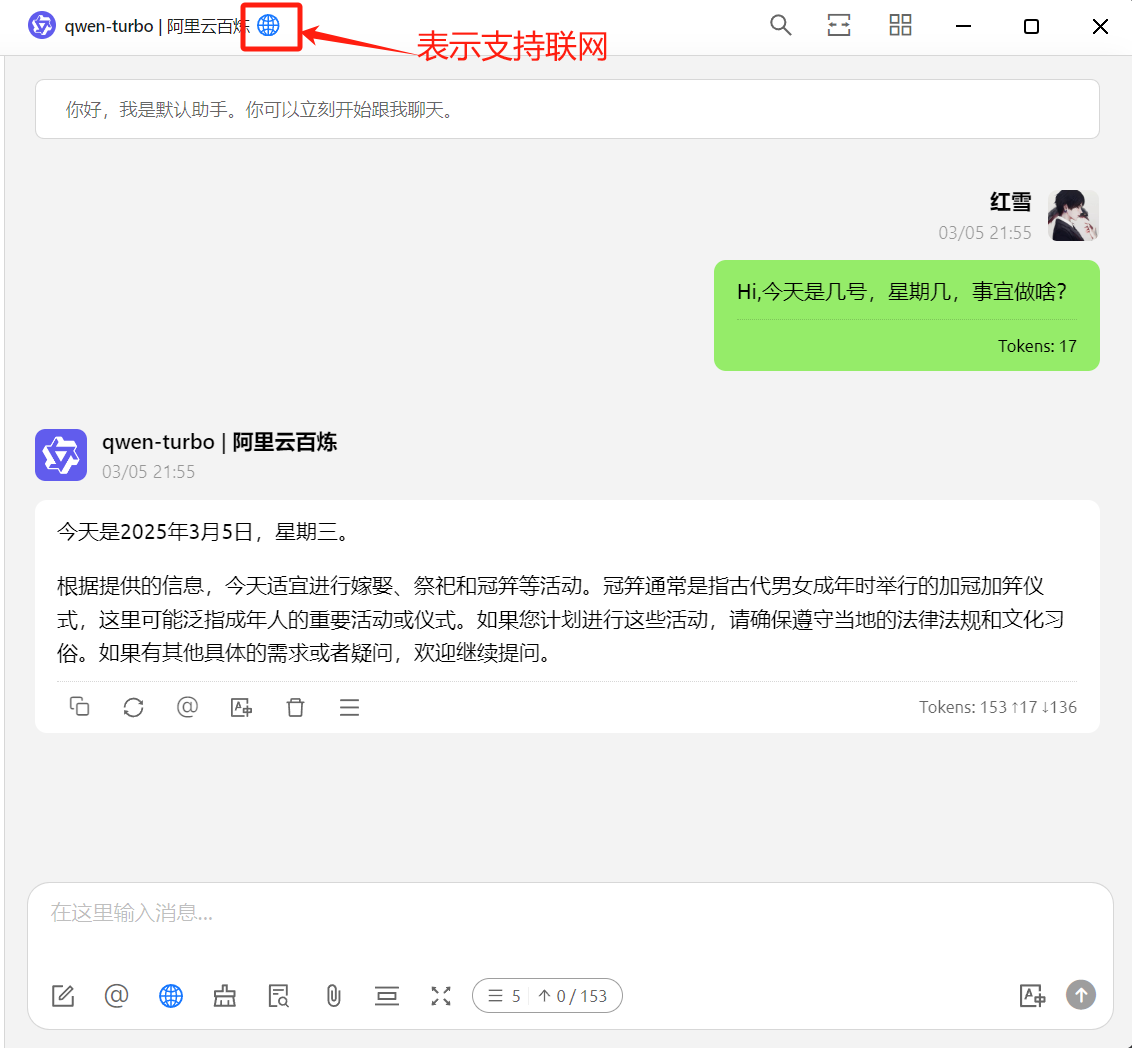 qwen-turbo | 阿里云百炼
表示支持联网
你好，我是默认助手。你可以立刻开始跟我聊天。
红雪
03/05 21:55
Hi,今天是几号，星期几，事宜做啥？
Tokens: 17
qwen-turbo | 阿里云百炼
03/05 21:55
今天是2025年3月5日，星期三。
根据提供的信息，今天适宜进行嫁娶、祭祀和冠笄等活动。冠笄通常是指古代男女成年时举行的加冠加笄仪
式，这里可能泛指成年人的重要活动或仪式。如果您计划进行这些活动，请确保遵守当地的法律法规和文化习
俗。如果有其他具体的需求或者疑问，欢迎继续提问。
Tokens: 153 ↑17 ↓136
在这里输入消息...
5 ↑ 0 / 153